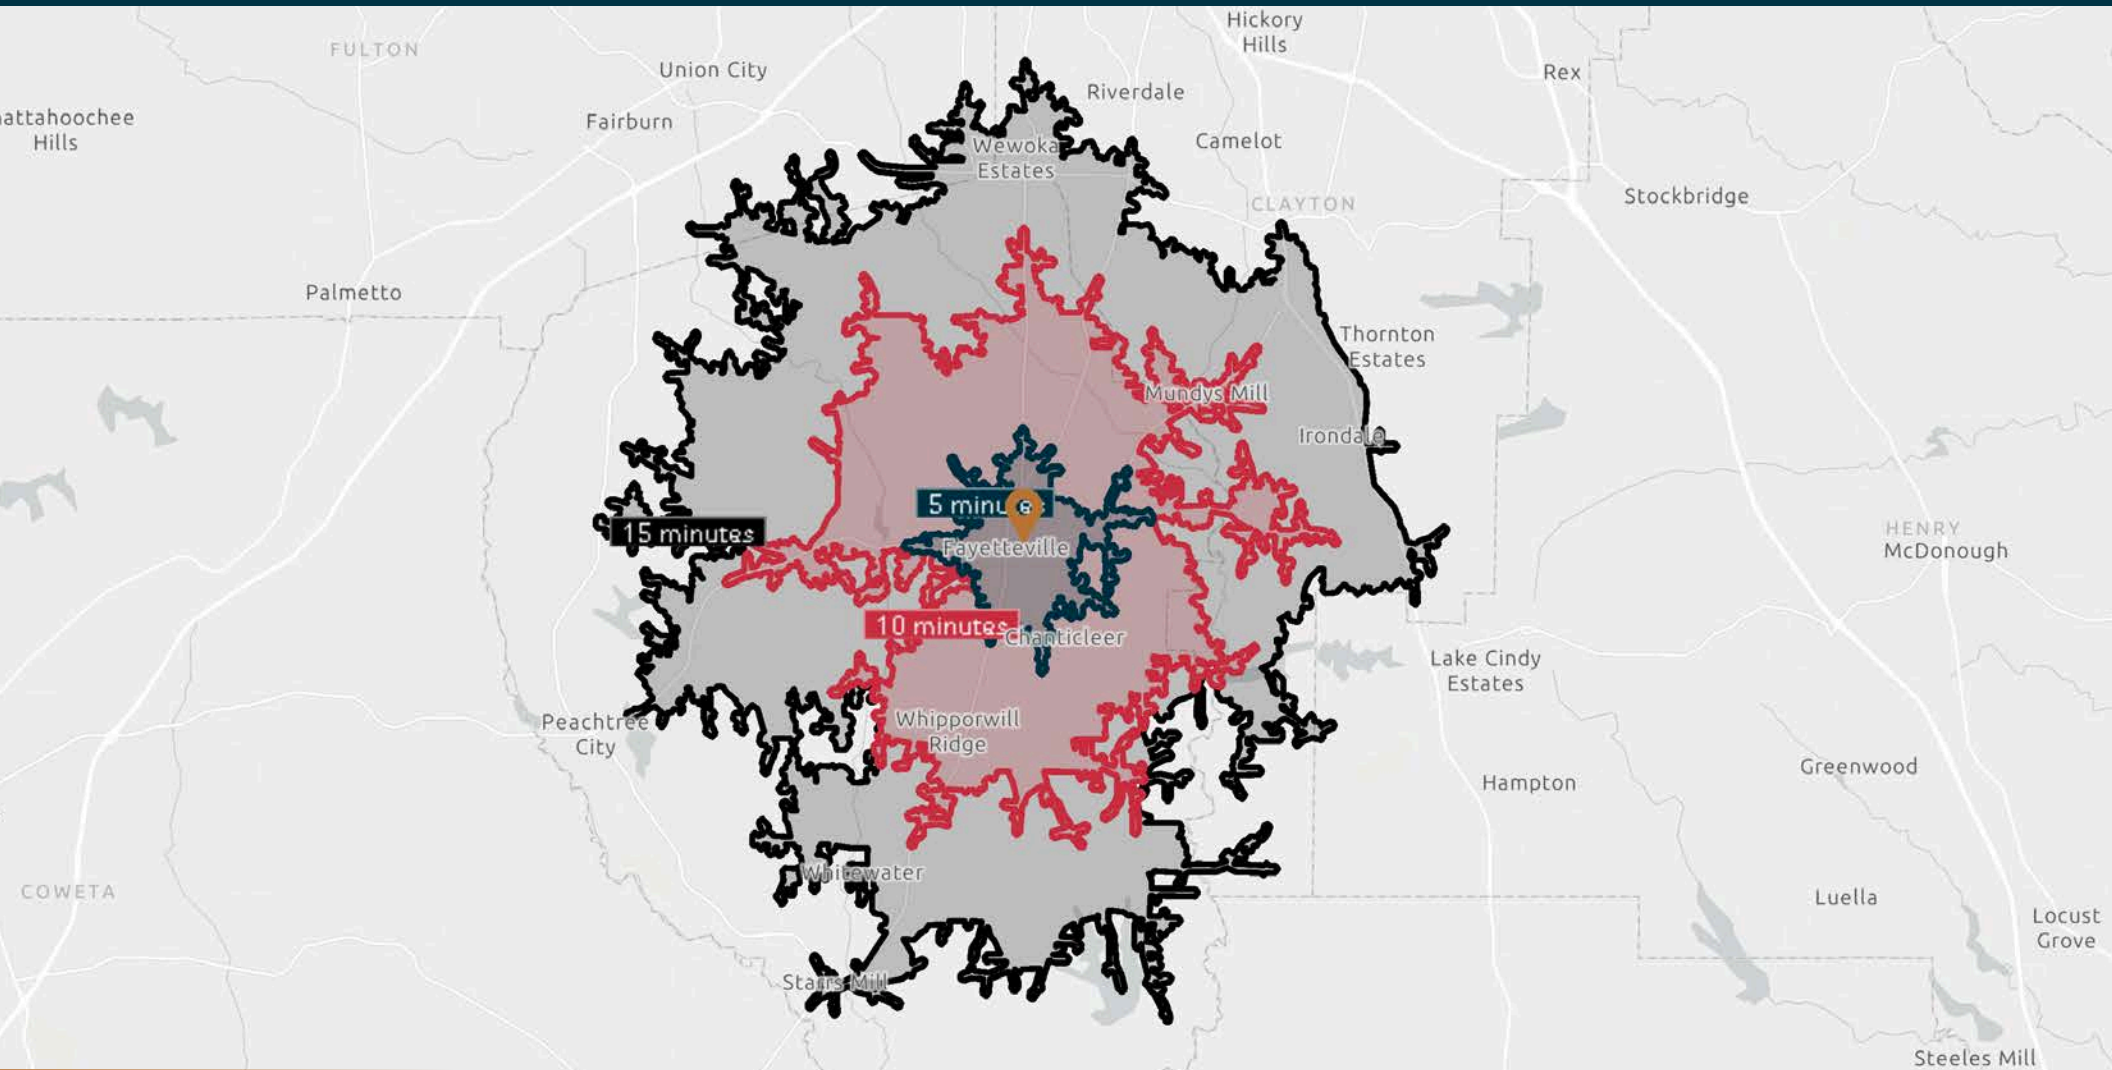 Hickory
Hills
FULTON
Union City
Rex
Riverdale
Fairburn
Hills
Camelot
Wewoka
Estates
CLAYTON
Stockbridge
Palmetto
Thornton
Estates
Mundys Mill
Irondale
5 minutes
15 minutes
HENRY
McDonough
Fayetteville
10 minutes
Chanticleer
Lake Cindy
Estates
Peachtree
City
Whipporwill
Ridge
Greenwood
Hampton
Whitewater
COWETA
Luella
Locust
Grove
Starrs Mill
Steeles Mill